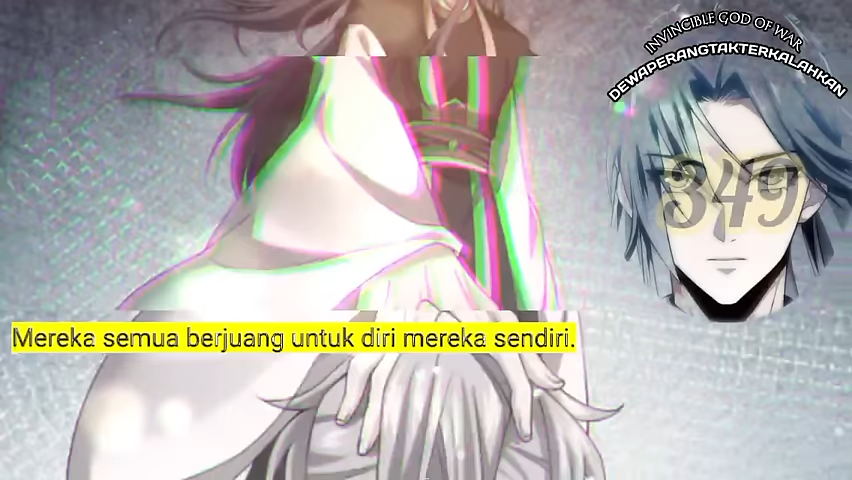 INVINCIBLE GOD OF WAR
DEWAPERANGTAKTERKALAHKAN
349
Mereka semua berjuang untuk diri mereka sendiri.